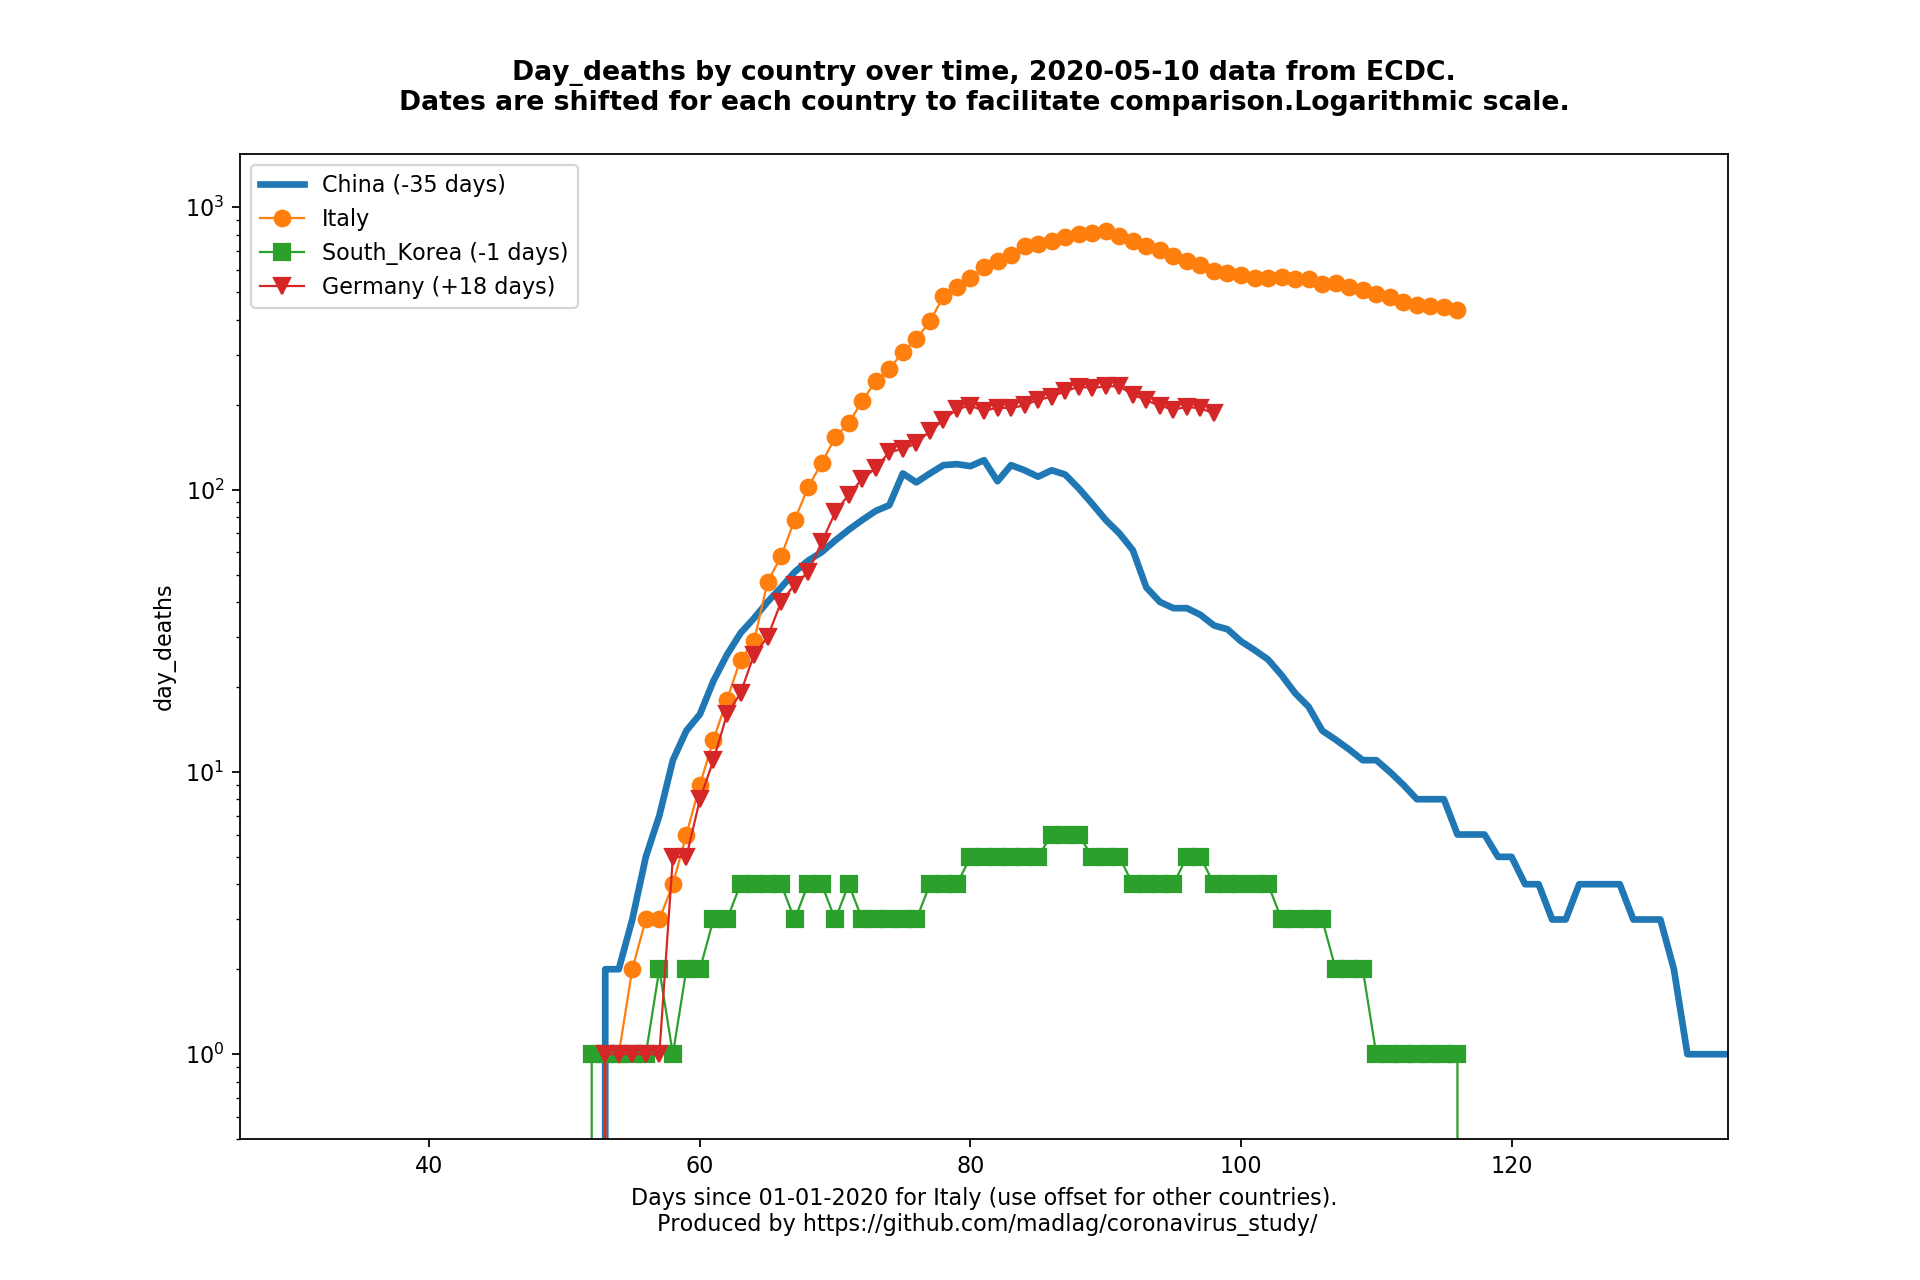 Day_deaths by country over time, 2020-05-10 data from ECDC.
Dates are shifted for each country to facilitate comparison.Logarithmic scale.
China (-35 days)
Italy
South_Korea (-1 days)
Germany (+18 days)
day_deaths
10³
10²
10¹
10⁰
40 60 80 100 120
Days since 01-01-2020 for Italy (use offset for other countries).
Produced by https://github.com/madlag/coronavirus_study/